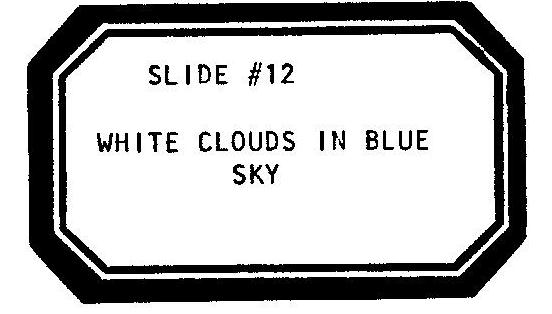 SLIDE #12
WHITE CLOUDS IN BLUE
SKY